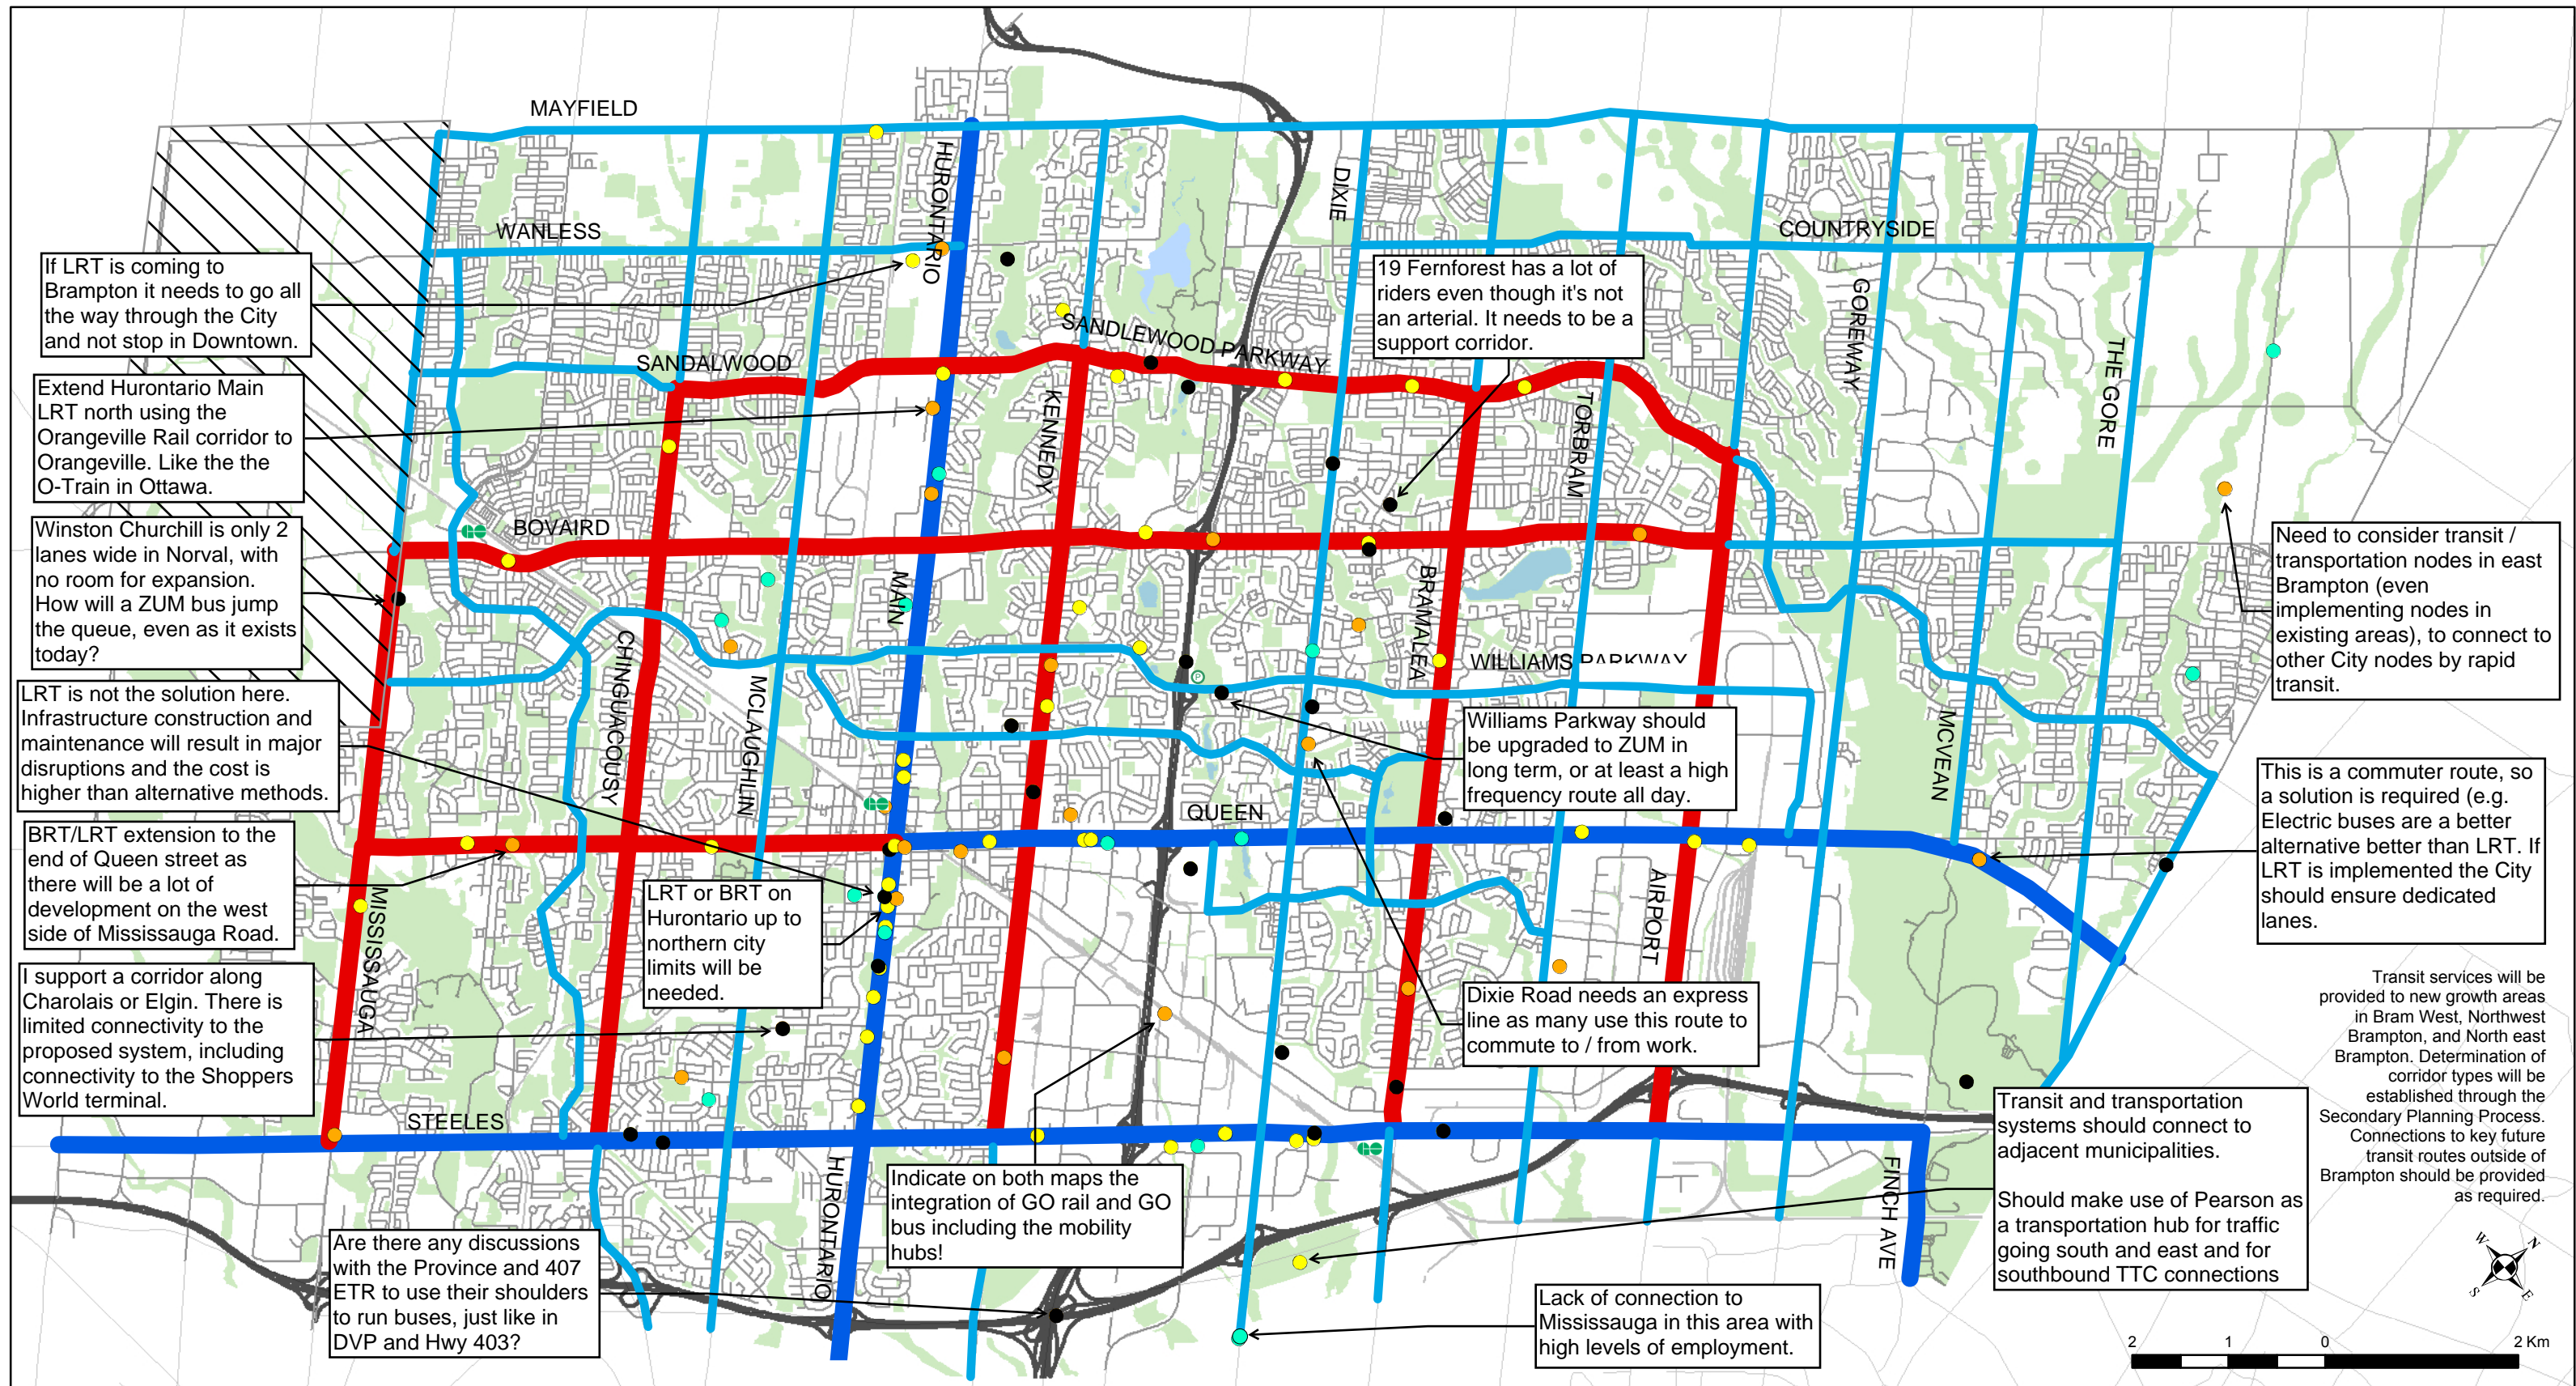 MAYFIELD
HURONTARIO
DIXIE
WANLESS
COUNTRYSIDE
GOREWAY
If LRT is coming to
Brampton it needs to go all
the way through the City
and not stop in Downtown.
19 Fernforest has a lot of
riders even though it's not
an arterial. It needs to be a
support corridor.
SANDALWOOD
SANDLEWOOD PARKWAY
THE GORE
Extend Hurontario Main
LRT north using the
Orangeville Rail corridor to
Orangeville. Like the the
O-Train in Ottawa.
KENNEDY
TORBRAM
BOVAIRD
Winston Churchill is only 2
lanes wide in Norval, with
no room for expansion.
How will a ZUM bus jump
the queue, even as it exists
today?
MAIN
BRAMALEA
Need to consider transit /
transportation nodes in east
Brampton (even
implementing nodes in
existing areas), to connect to
other City nodes by rapid
transit.
CHINGUACOUSY
MCLAUGHLIN
P
WILLIAMS PARKWAY
LRT is not the solution here.
Infrastructure construction and
maintenance will result in major
disruptions and the cost is
higher than alternative methods.
Williams Parkway should
be upgraded to ZUM in
long term, or at least a high
frequency route all day.
MCVEAN
This is a commuter route, so
a solution is required (e.g.
Electric buses are a better
alternative better than LRT. If
LRT is implemented the City
should ensure dedicated
lanes.
QUEEN
BRT/LRT extension to the
end of Queen street as
there will be a lot of
development on the west
side of Mississauga Road.
MISSISSAUGA
LRT or BRT on
Hurontario up to
northern city
limits will be
needed.
AIRPORT
I support a corridor along
Charolais or Elgin. There is
limited connectivity to the
proposed system, including
connectivity to the Shoppers
World terminal.
Dixie Road needs an express
line as many use this route to
commute to / from work.
Transit services will be
provided to new growth areas
in Bram West, Northwest
Brampton, and North east
Brampton. Determination of
corridor types will be
established through the
Secondary Planning Process.
Connections to key future
transit routes outside of
Brampton should be provided
as required.
STEELES
Transit and transportation
systems should connect to
adjacent municipalities.
Should make use of Pearson as
a transportation hub for traffic
going south and east and for
southbound TTC connections
HURONTARIO
Indicate on both maps the
integration of GO rail and GO
bus including the mobility
hubs!
FINCH AVE
Are there any discussions
with the Province and 407
ETR to use their shoulders
to run buses, just like in
DVP and Hwy 403?
Lack of connection to
Mississauga in this area with
high levels of employment.
W N
S E
2 1 0 2 Km